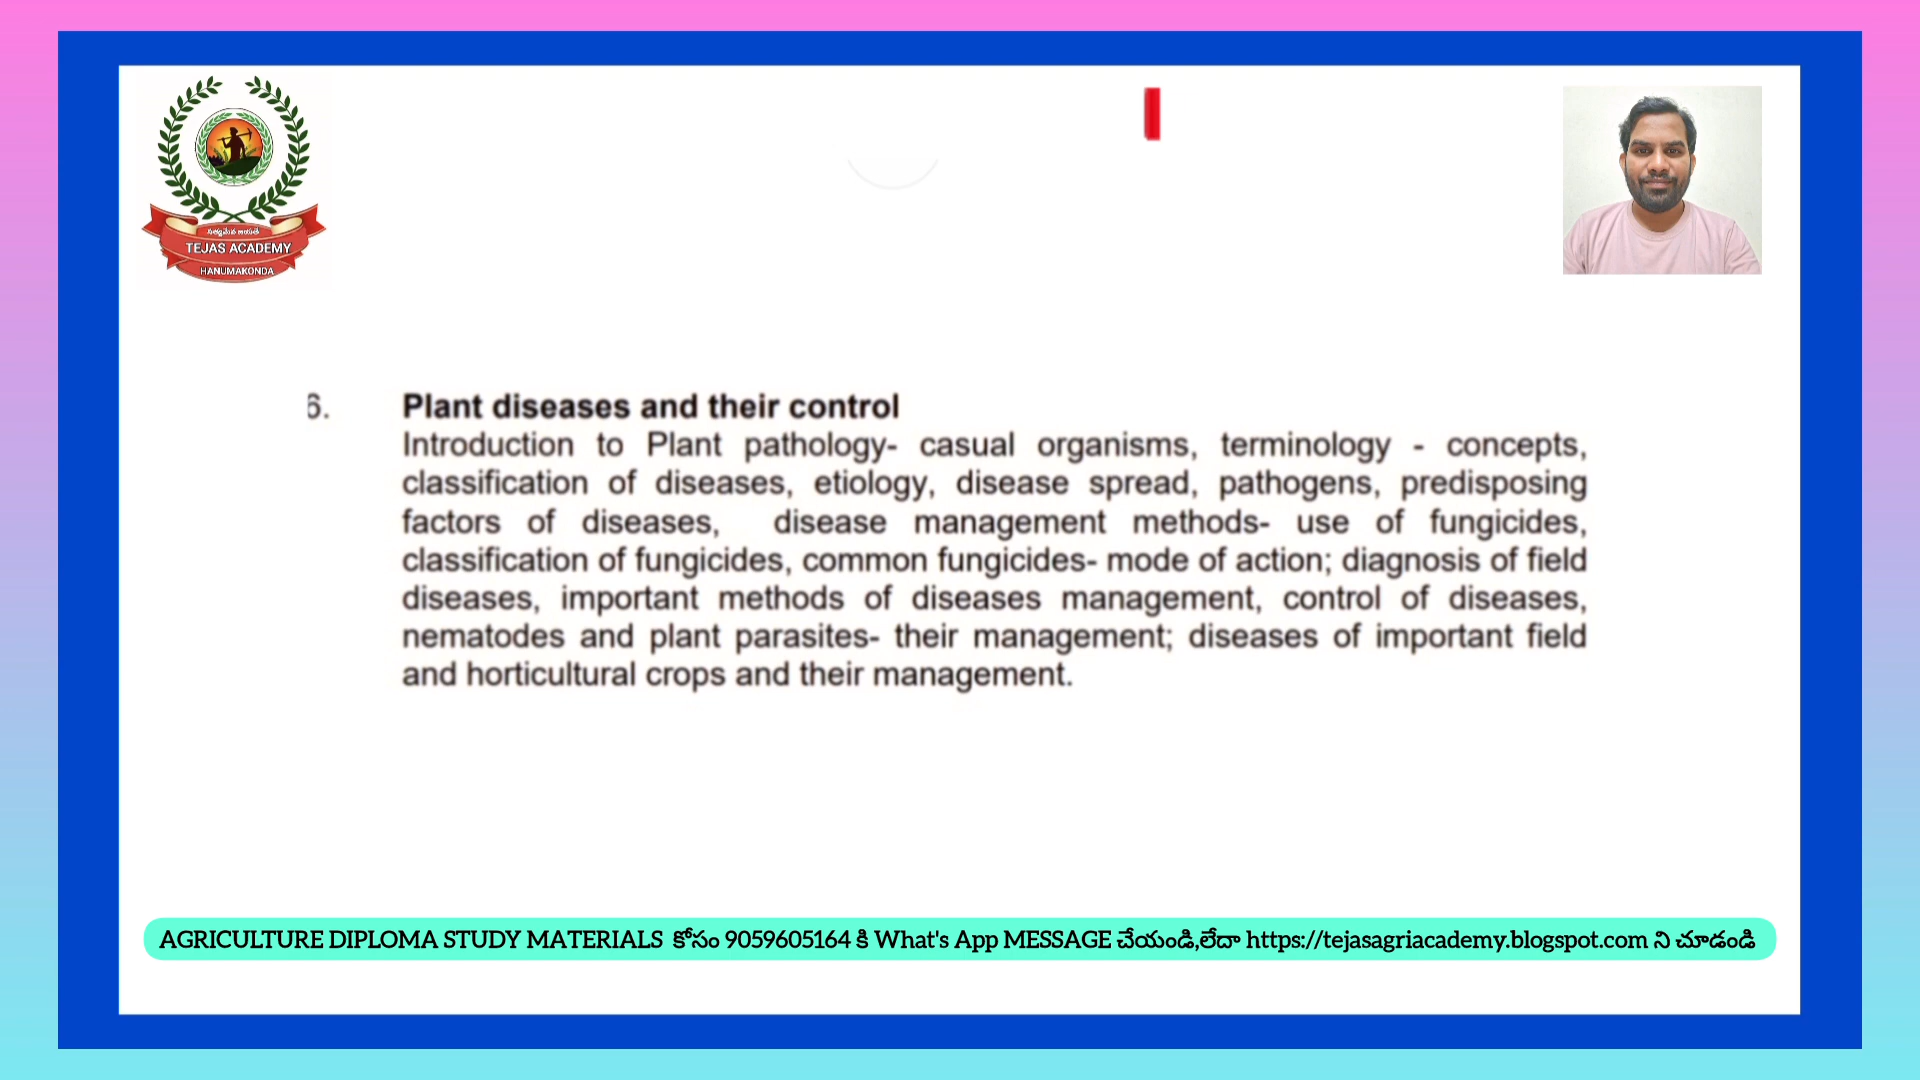 సత్యమేవ జయతే
TEJAS ACADEMY
HANUMAKONDA
6. Plant diseases and their control
Introduction to Plant pathology- casual organisms, terminology - concepts,
classification of diseases, etiology, disease spread, pathogens, predisposing
factors of diseases, disease management methods- use of fungicides,
classification of fungicides, common fungicides- mode of action; diagnosis of field
diseases, important methods of diseases management, control of diseases,
nematodes and plant parasites- their management; diseases of important field
and horticultural crops and their management.
AGRICULTURE DIPLOMA STUDY MATERIALS కోసం 9059605164 కి What's App MESSAGE చేయండి,లేదా https://tejasagriacademy.blogspot.com ని చూడండి